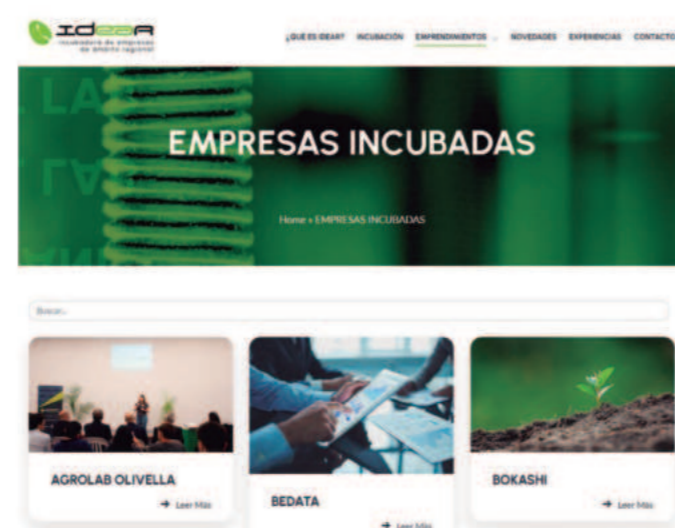 IdeaR
incubadora de empresas
de ámbito regional
¿QUÉ ES IDEAR? INCUBACIÓN EMPRENDIMIENTOS NOVEDADES EXPERIENCIAS CONTACTO
EMPRESAS INCUBADAS
Home » EMPRESAS INCUBADAS
Buscar...
AGROLAB OLIVELLA
➔ Leer Más
BEDATA
➔ Leer Más
BOKASHI
➔ Leer Más